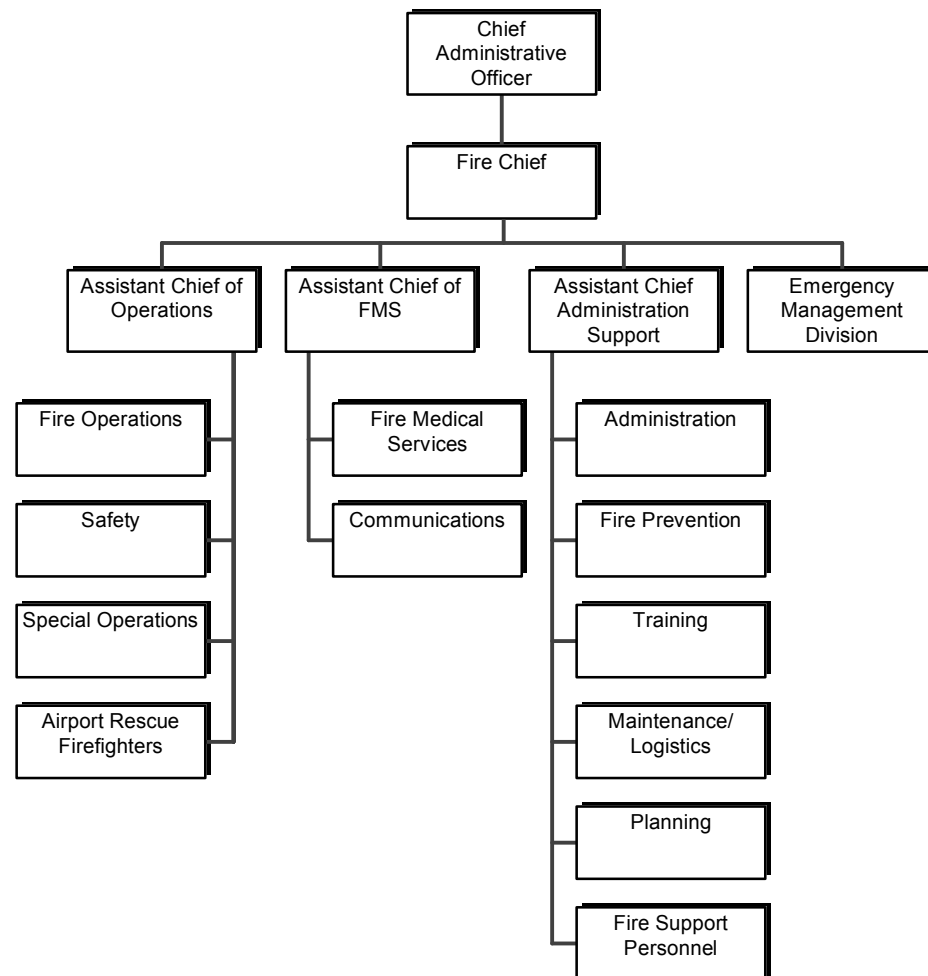 Chief
Administrative
Officer
Fire Chief
Assistant Chief of
Operations
Assistant Chief of
FMS
Assistant Chief
Administration
Support
Emergency
Management
Division
Fire Operations
Safety
Special Operations
Airport Rescue
Firefighters
Fire Medical
Services
Communications
Administration
Fire Prevention
Training
Maintenance/
Logistics
Planning
Fire Support
Personnel